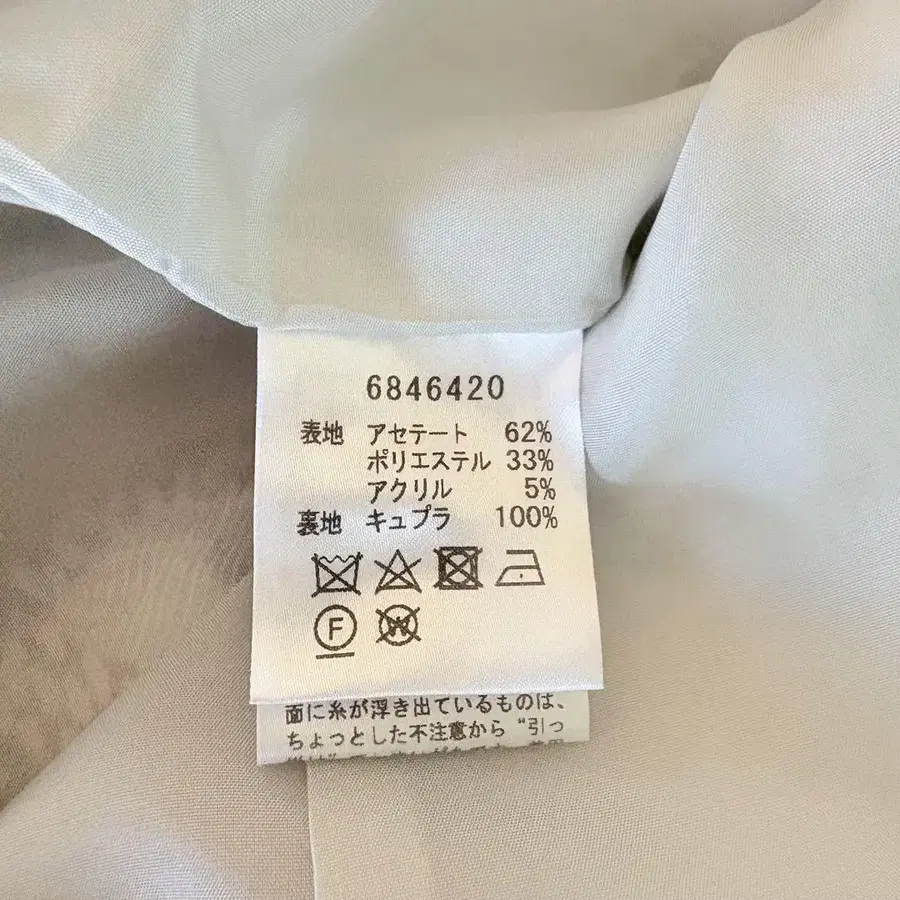 6846420
表地 アセテート 62%
ポリエステル 33%
アクリル 5%
裏地 キュプラ 100%
F
W
面に糸が浮き出ているものは、
ちょっとした不注意から“引っ